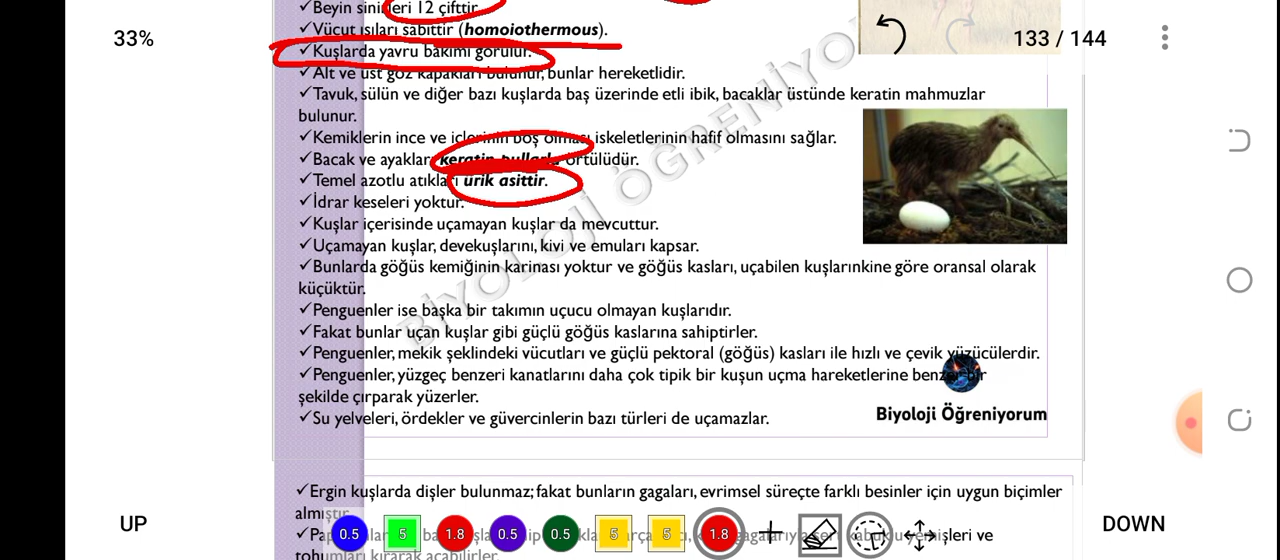 ✓Beyin sinirleri 12 çifttir.
✓Vücut ısıları sabittir (homoiothermous).
33%
133 / 144
✓Kuşlarda yavru bakımı görülür.
✓Alt ve üst göz kapakları bulunur, bunlar hareketlidir.
✓Tavuk, sülün ve diğer bazı kuşlarda baş üzerinde etli ibik, bacaklar üstünde keratin mahmuzlar
bulunur.
✓Kemiklerin ince ve içlerinin boş olması iskeletlerinin hafif olmasını sağlar.
✓Bacak ve ayakları keratin pullarla örtülüdür.
✓Temel azotlu atıkları ürik asittir.
✓İdrar keseleri yoktur.
✓Kuşlar içerisinde uçamayan kuşlar da mevcuttur.
✓Uçamayan kuşlar, devekuşlarını, kivi ve emuları kapsar.
✓Bunlarda göğüs kemiğinin karinası yoktur ve göğüs kasları, uçabilen kuşlarınkine göre oransal olarak
küçüktür.
✓Penguenler ise başka bir takımın uçucu olmayan kuşlarıdır.
✓Fakat bunlar uçan kuşlar gibi güçlü göğüs kaslarına sahiptirler.
✓Penguenler, mekik şeklindeki vücutları ve güçlü pektoral (göğüs) kasları ile hızlı ve çevik yüzücülerdir.
✓Penguenler, yüzgeç benzeri kanatlarını daha çok tipik bir kuşun uçma hareketlerine benzer bir
şekilde çırparak yüzerler.
✓Su yelveleri, ördekler ve güvercinlerin bazı türleri de uçamazlar.
Biyoloji Öğreniyorum
BİYOLOJİ ÖĞRENİYO
✓Ergin kuşlarda dişler bulunmaz; fakat bunların gagaları, evrimsel süreçte farklı besinler için uygun biçimler
almıştır.
UP
0.5 5 1.8 0.5 0.5 5 5 1.8
DOWN
tohumları kırarak açabilirler.